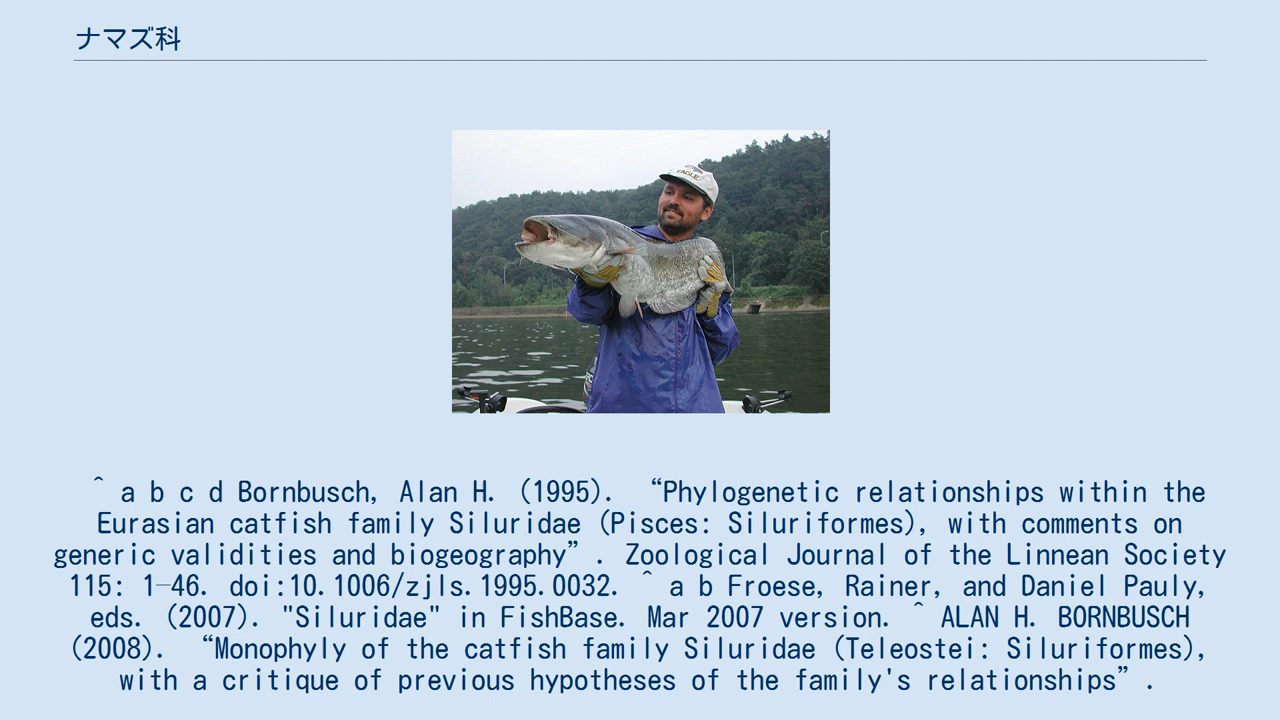 ナマズ科
EAGLE
^ a b c d Bornbusch, Alan H. (1995). “Phylogenetic relationships within the
Eurasian catfish family Siluridae (Pisces: Siluriformes), with comments on
generic validities and biogeography”. Zoological Journal of the Linnean Society
115: 1–46. doi:10.1006/zjls.1995.0032. ^ a b Froese, Rainer, and Daniel Pauly,
eds. (2007). "Siluridae" in FishBase. Mar 2007 version. ^ ALAN H. BORNBUSCH
(2008). “Monophyly of the catfish family Siluridae (Teleostei: Siluriformes),
with a critique of previous hypotheses of the family's relationships”.